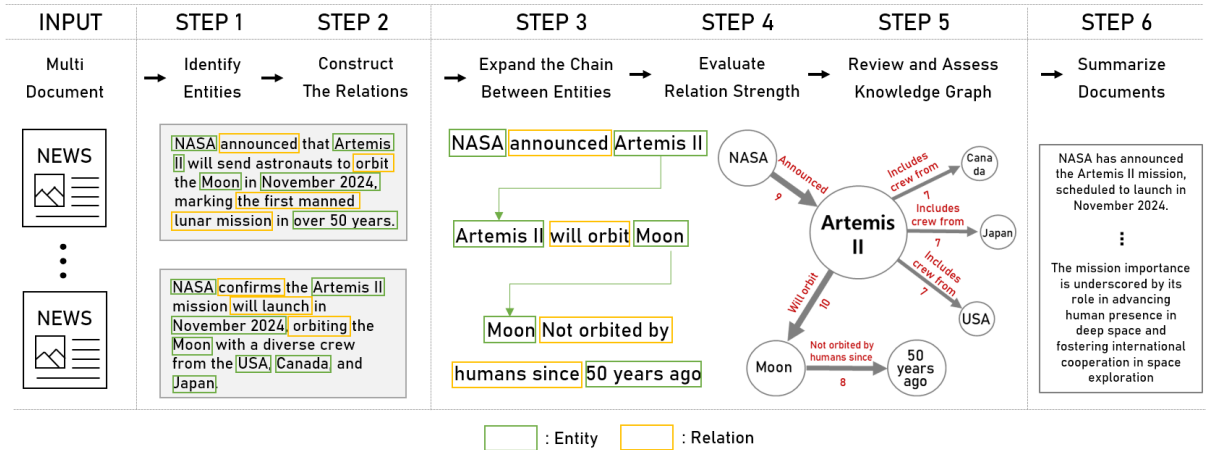 INPUT
STEP 1
STEP 2
STEP 3
STEP 4
STEP 5
STEP 6
Multi
Document
Identify
Entities
Construct
The Relations
Expand the Chain
Between Entities
Evaluate
Relation Strength
Review and Assess
Knowledge Graph
Summarize
Documents
NEWS
NEWS
NASA announced that Artemis
II will send astronauts to orbit
the Moon in November 2024,
marking the first manned
lunar mission in over 50 years.
NASA confirms the Artemis II
mission will launch in
November 2024, orbiting the
Moon with a diverse crew
from the USA, Canada and
Japan.
NASA announced Artemis II
Artemis II will orbit Moon
Moon Not orbited by
humans since 50 years ago
NASA
Announced
9
Artemis
II
Includes
crew from
7
Cana
da
Includes
crew from
7
Japan
Includes
crew from
7
USA
Will orbit
10
Moon
Not orbited by
humans since
8
50
years
ago
NASA has announced
the Artemis II mission,
scheduled to launch in
November 2024.
The mission importance
is underscored by its
role in advancing
human presence in
deep space and
fostering international
cooperation in space
exploration
: Entity
: Relation